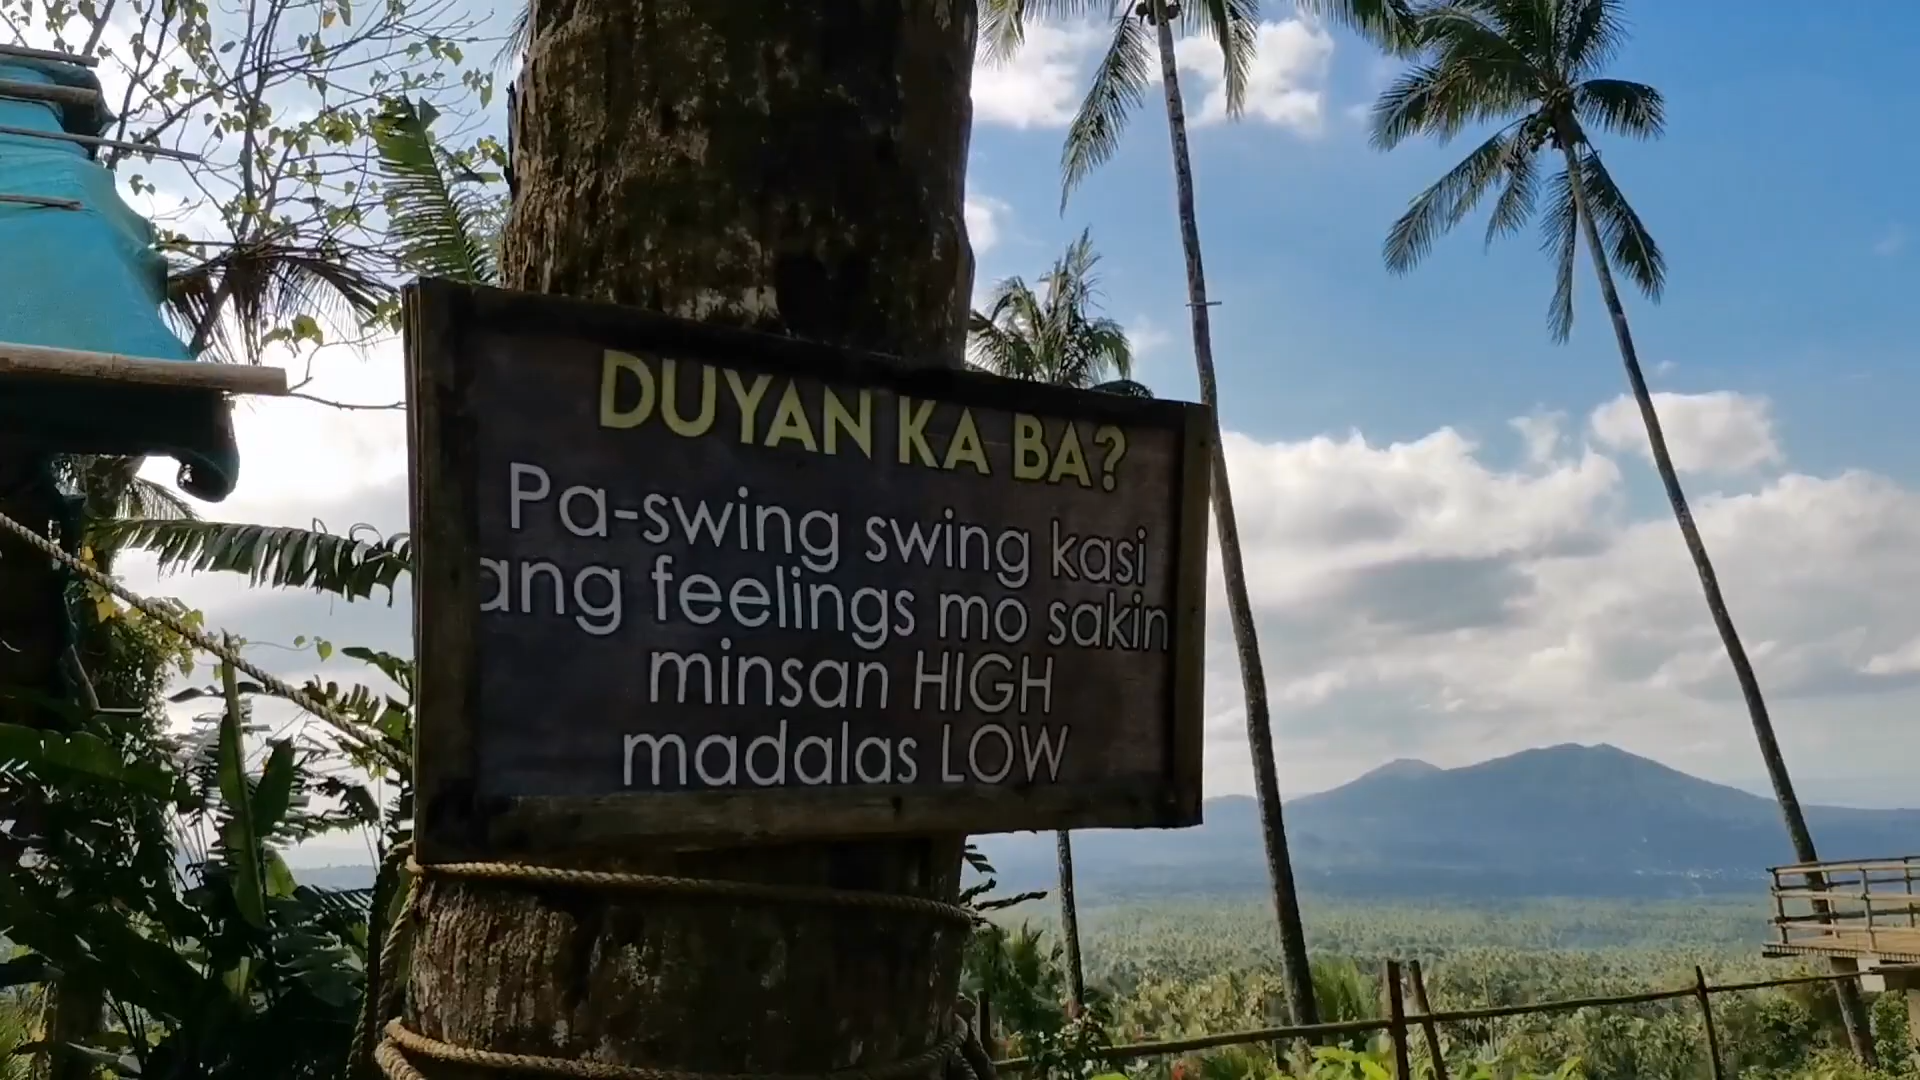 DUYAN KA BA?
Pa-swing swing kasi
ang feelings mo sakin
minsan HIGH
madalas LOW